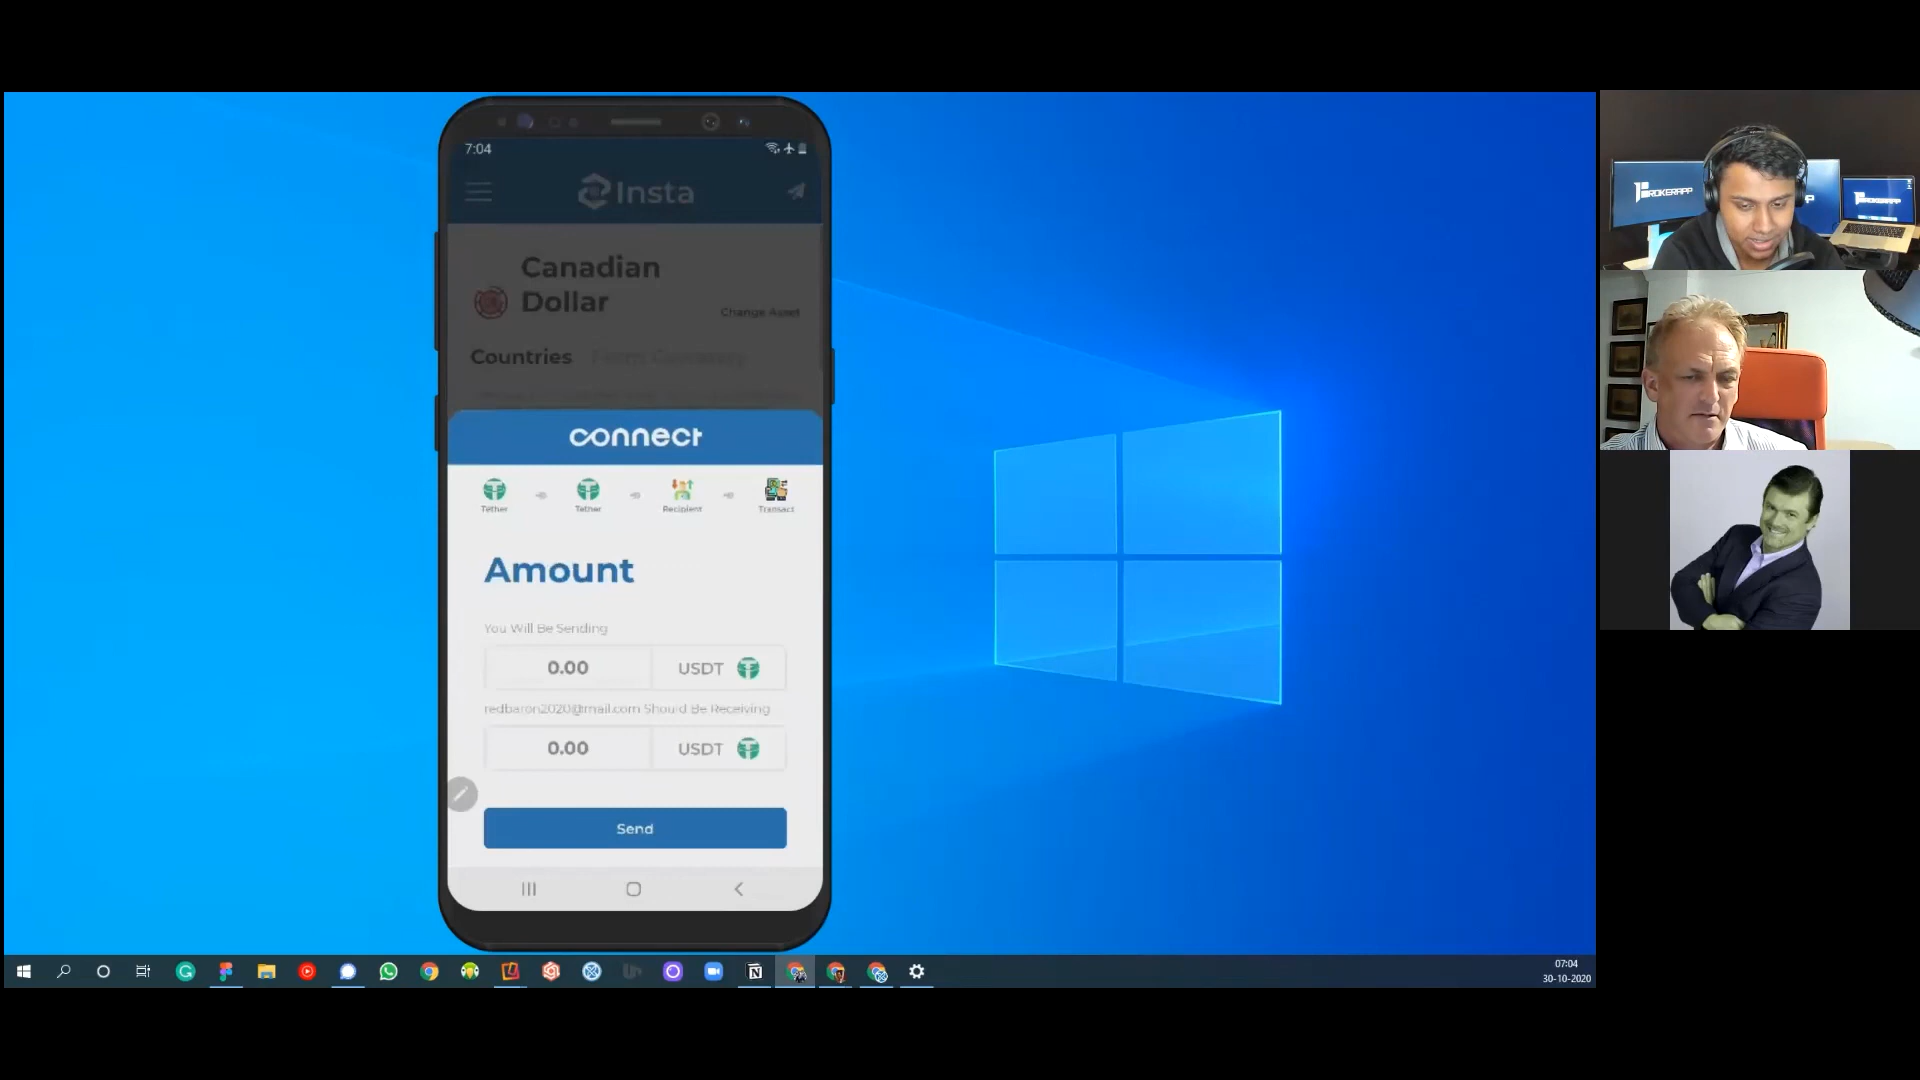 7:04
Insta
Canadian
Dollar
Change Asset
Countries
connect
Tether
Tether
Recipient
Transact
Amount
You Will Be Sending
0.00
USDT
redbaron2020@mail.com Should Be Receiving
0.00
USDT
Send
07:04
30-10-2020
BROKERAPP